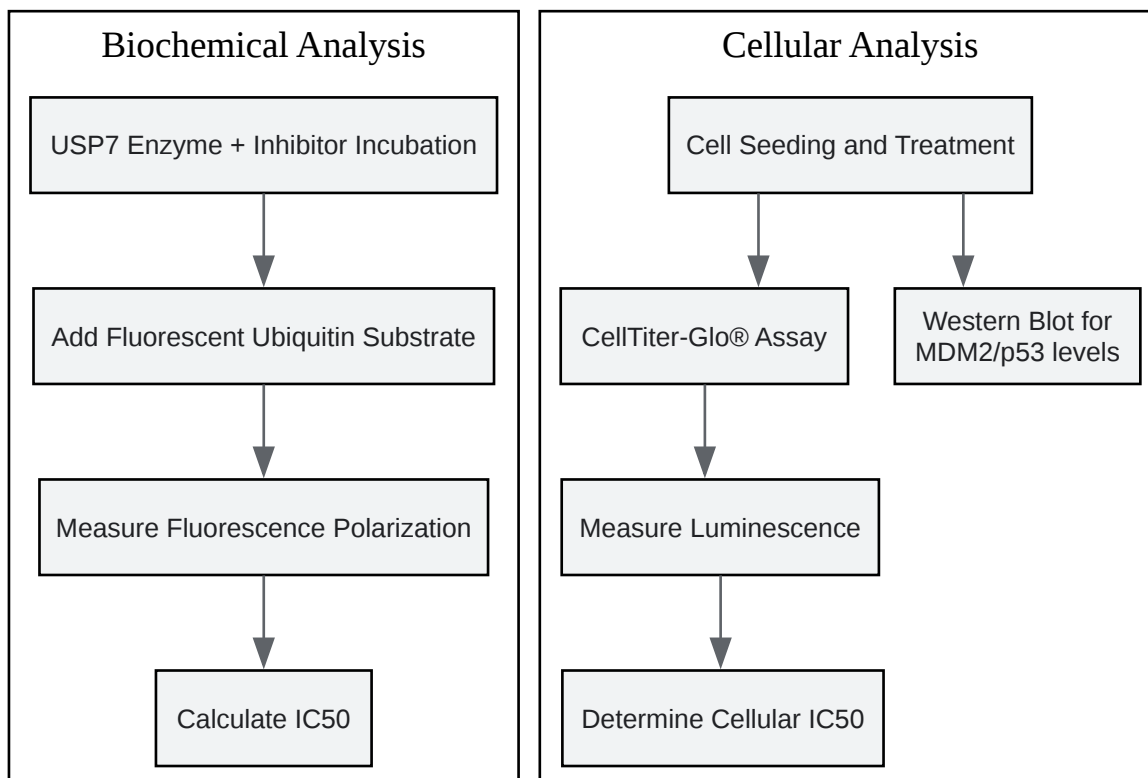 Biochemical Analysis
USP7 Enzyme + Inhibitor Incubation
Add Fluorescent Ubiquitin Substrate
Measure Fluorescence Polarization
Calculate IC50
Cellular Analysis
Cell Seeding and Treatment
CellTiter-Glo® Assay
Western Blot for
MDM2/p53 levels
Measure Luminescence
Determine Cellular IC50